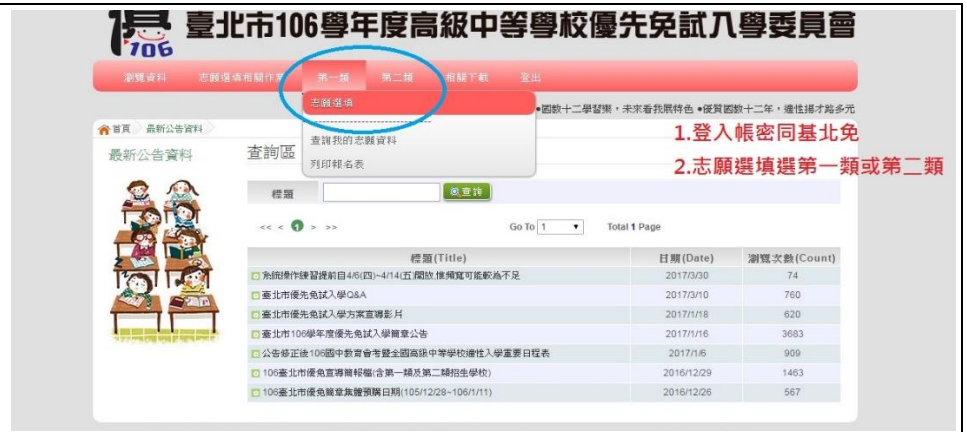 優
106
臺北市106學年度高級中等學校優先免試入學委員會
瀏覽資料 志願選填相關作業 第一類 第二類 相關下載 登出
志願選填
查詢我的志願資料
列印報名表
●國教十二學習樂，未來看我展特色 ●優質國教十二年，適性揚才路多元
首頁 最新公告資料
最新公告資料
查詢區
1.登入帳密同基北免
2.志願選填選第一類或第二類
標題 查詢
<< < 1 > >> Go To 1 Total 1 Page
標題(Title) 日期(Date) 瀏覽次數(Count)
系統操作練習提前自4/6(四)~4/14(五)開放,惟頻寬可能較為不足 2017/3/30 74
臺北市優先免試入學Q&A 2017/3/10 760
臺北市優先免試入學方案宣導影片 2017/1/18 620
臺北市106學年度優先免試入學簡章公告 2017/1/16 3683
公告修正後106國中教育會考暨全國高級中等學校適性入學重要日程表 2017/1/6 909
106臺北市優免宣導簡報檔(含第一類及第二類招生學校) 2016/12/29 1463
106臺北市優免簡章集體預購日期(105/12/28~106/1/11) 2016/12/26 567